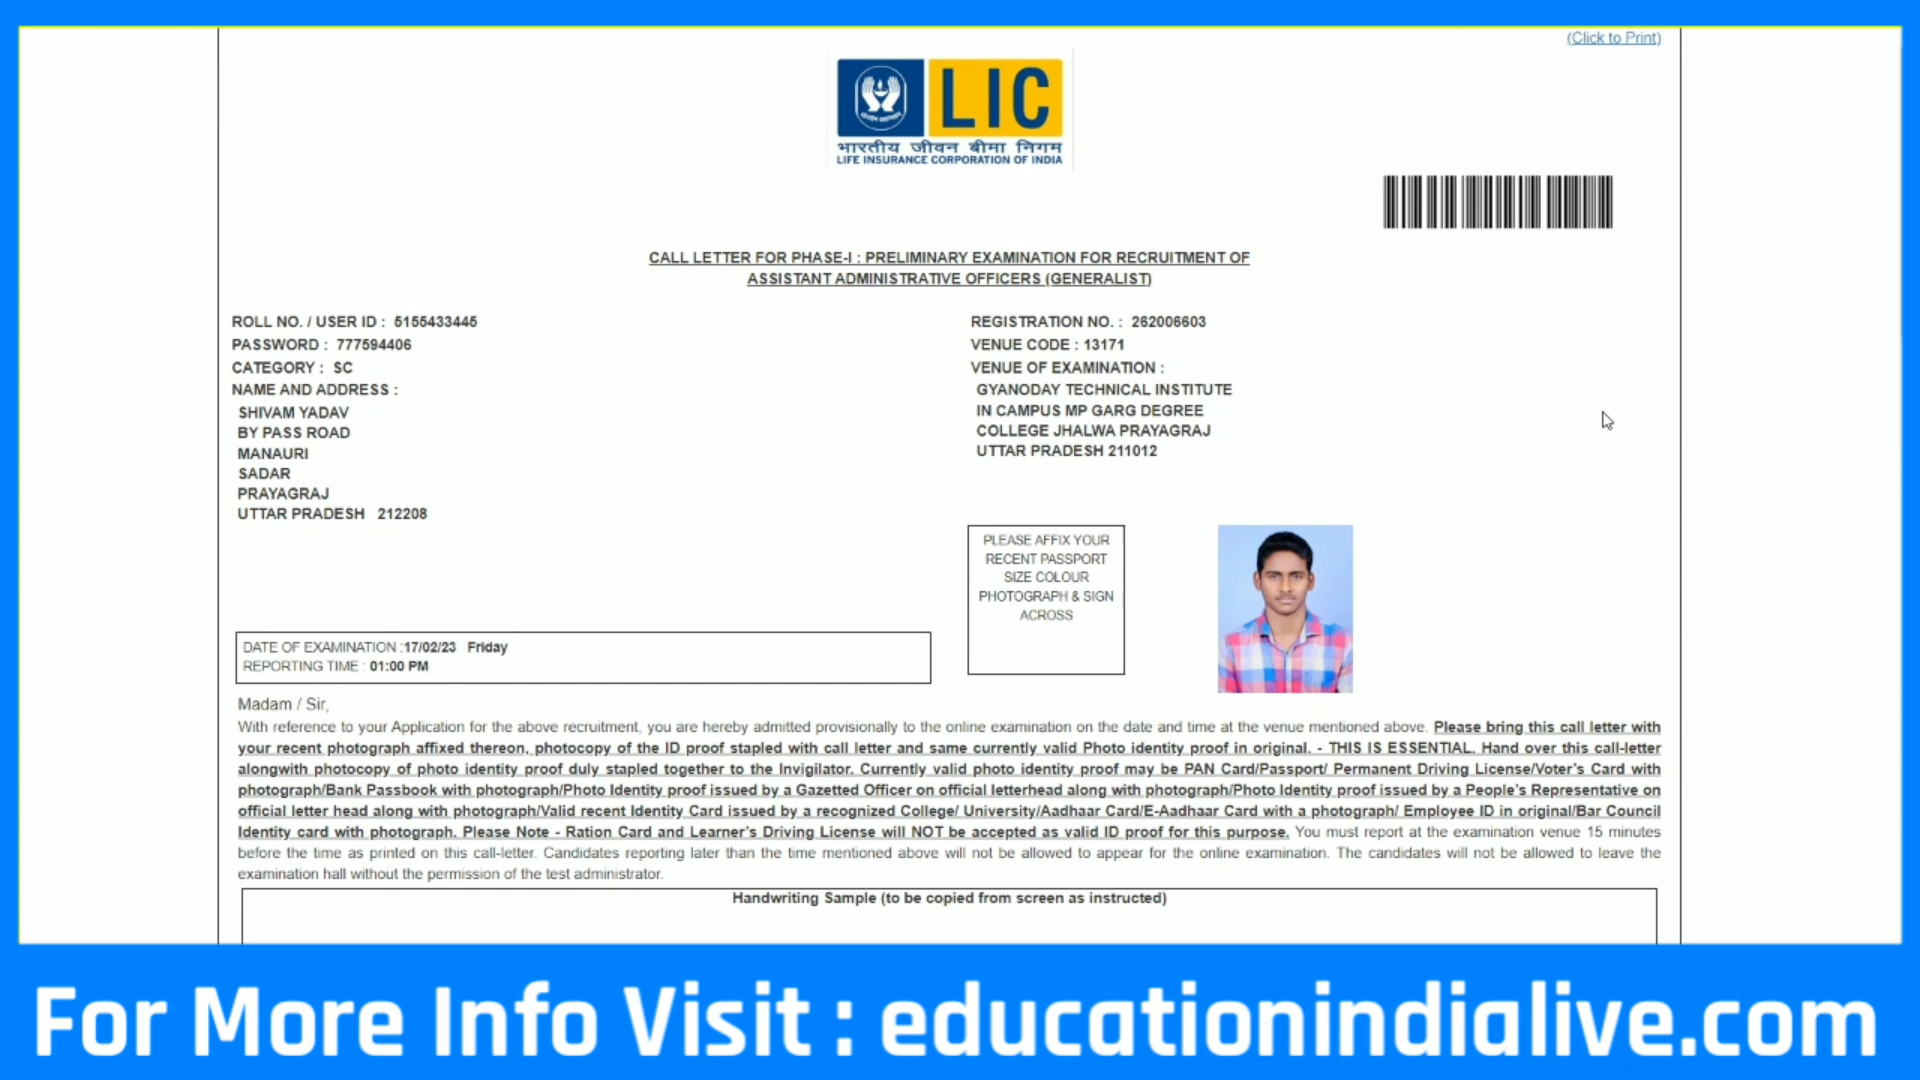 (Click to Print)
LIC
भारतीय जीवन बीमा निगम
LIFE INSURANCE CORPORATION OF INDIA
CALL LETTER FOR PHASE-I : PRELIMINARY EXAMINATION FOR RECRUITMENT OF
ASSISTANT ADMINISTRATIVE OFFICERS (GENERALIST)
ROLL NO. / USER ID : 5155433445
PASSWORD : 777594406
CATEGORY : SC
NAME AND ADDRESS :
SHIVAM YADAV
BY PASS ROAD
MANAURI
SADAR
PRAYAGRAJ
UTTAR PRADESH 212208
REGISTRATION NO. : 262006603
VENUE CODE : 13171
VENUE OF EXAMINATION :
GYANODAY TECHNICAL INSTITUTE
IN CAMPUS MP GARG DEGREE
COLLEGE JHALWA PRAYAGRAJ
UTTAR PRADESH 211012
PLEASE AFFIX YOUR
RECENT PASSPORT
SIZE COLOUR
PHOTOGRAPH & SIGN
ACROSS
DATE OF EXAMINATION :17/02/23 Friday
REPORTING TIME : 01:00 PM
Madam / Sir,
With reference to your Application for the above recruitment, you are hereby admitted provisionally to the online examination on the date and time at the venue mentioned above. Please bring this call letter with
your recent photograph affixed thereon, photocopy of the ID proof stapled with call letter and same currently valid Photo identity proof in original. - THIS IS ESSENTIAL. Hand over this call-letter
alongwith photocopy of photo identity proof duly stapled together to the Invigilator. Currently valid photo identity proof may be PAN Card/Passport/ Permanent Driving License/Voter's Card with
photograph/Bank Passbook with photograph/Photo Identity proof issued by a Gazetted Officer on official letterhead along with photograph/Photo Identity proof issued by a People's Representative on
official letter head along with photograph/Valid recent Identity Card issued by a recognized College/ University/Aadhaar Card/E-Aadhaar Card with a photograph/ Employee ID in original/Bar Council
Identity card with photograph. Please Note - Ration Card and Learner's Driving License will NOT be accepted as valid ID proof for this purpose. You must report at the examination venue 15 minutes
before the time as printed on this call-letter. Candidates reporting later than the time mentioned above will not be allowed to appear for the online examination. The candidates will not be allowed to leave the
examination hall without the permission of the test administrator.
Handwriting Sample (to be copied from screen as instructed)
For More Info Visit : educationindialive.com